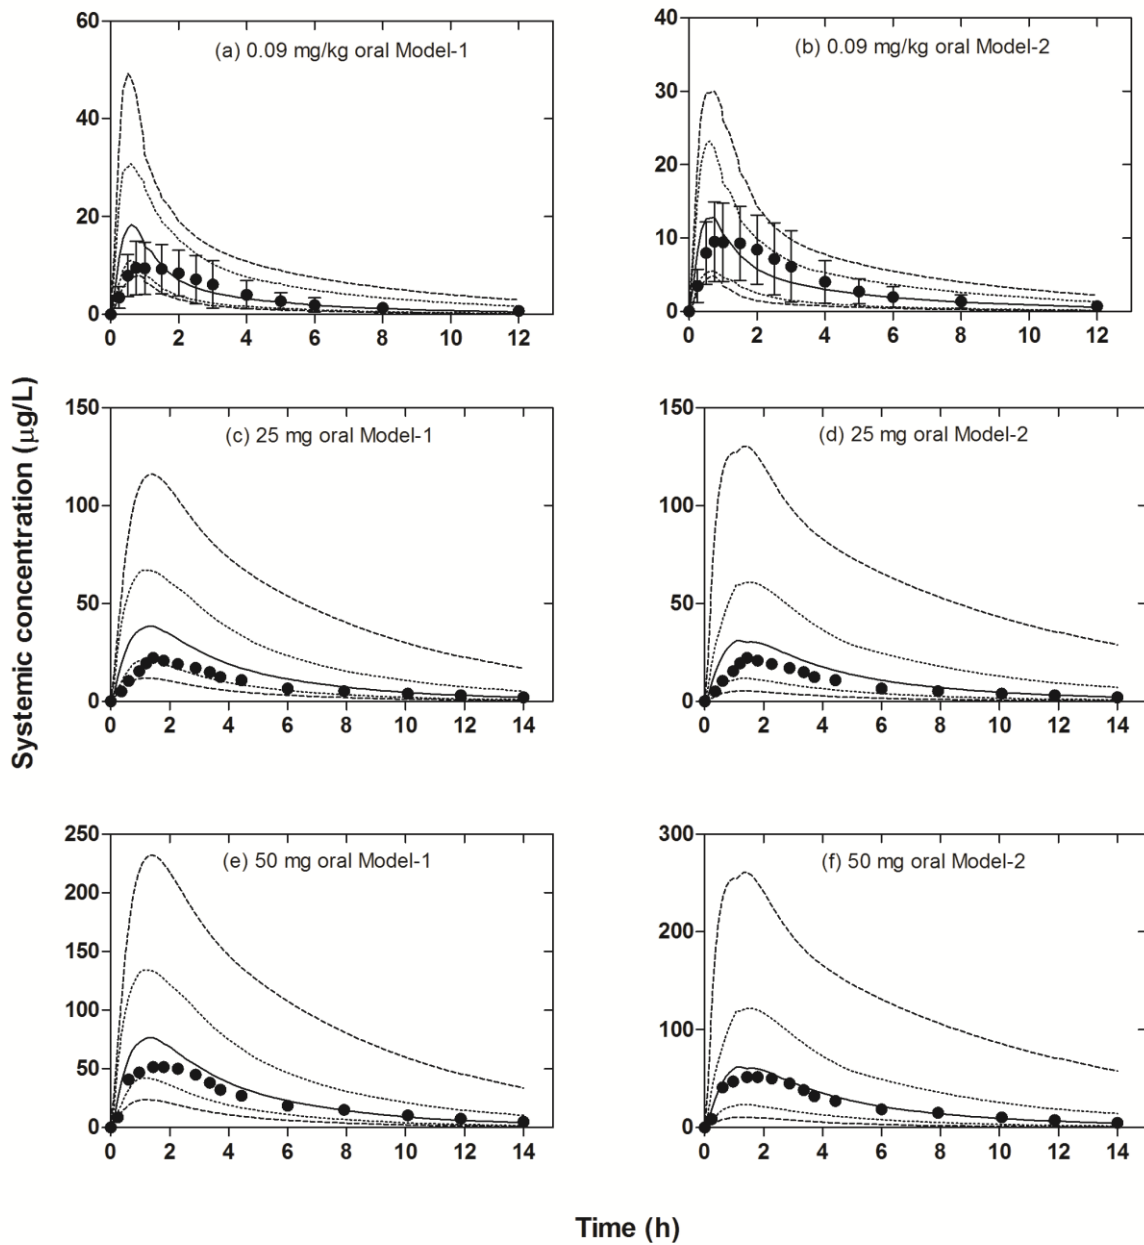 Systemic concentration (µg/L)
(a) 0.09 mg/kg oral Model-1
60
40
20
0
0 2 4 6 8 10 12
(b) 0.09 mg/kg oral Model-2
40
30
20
10
0
0 2 4 6 8 10 12
(c) 25 mg oral Model-1
150
100
50
0
0 2 4 6 8 10 12 14
(d) 25 mg oral Model-2
150
100
50
0
0 2 4 6 8 10 12 14
(e) 50 mg oral Model-1
250
200
150
100
50
0
0 2 4 6 8 10 12 14
(f) 50 mg oral Model-2
300
200
100
0
0 2 4 6 8 10 12 14
Time (h)